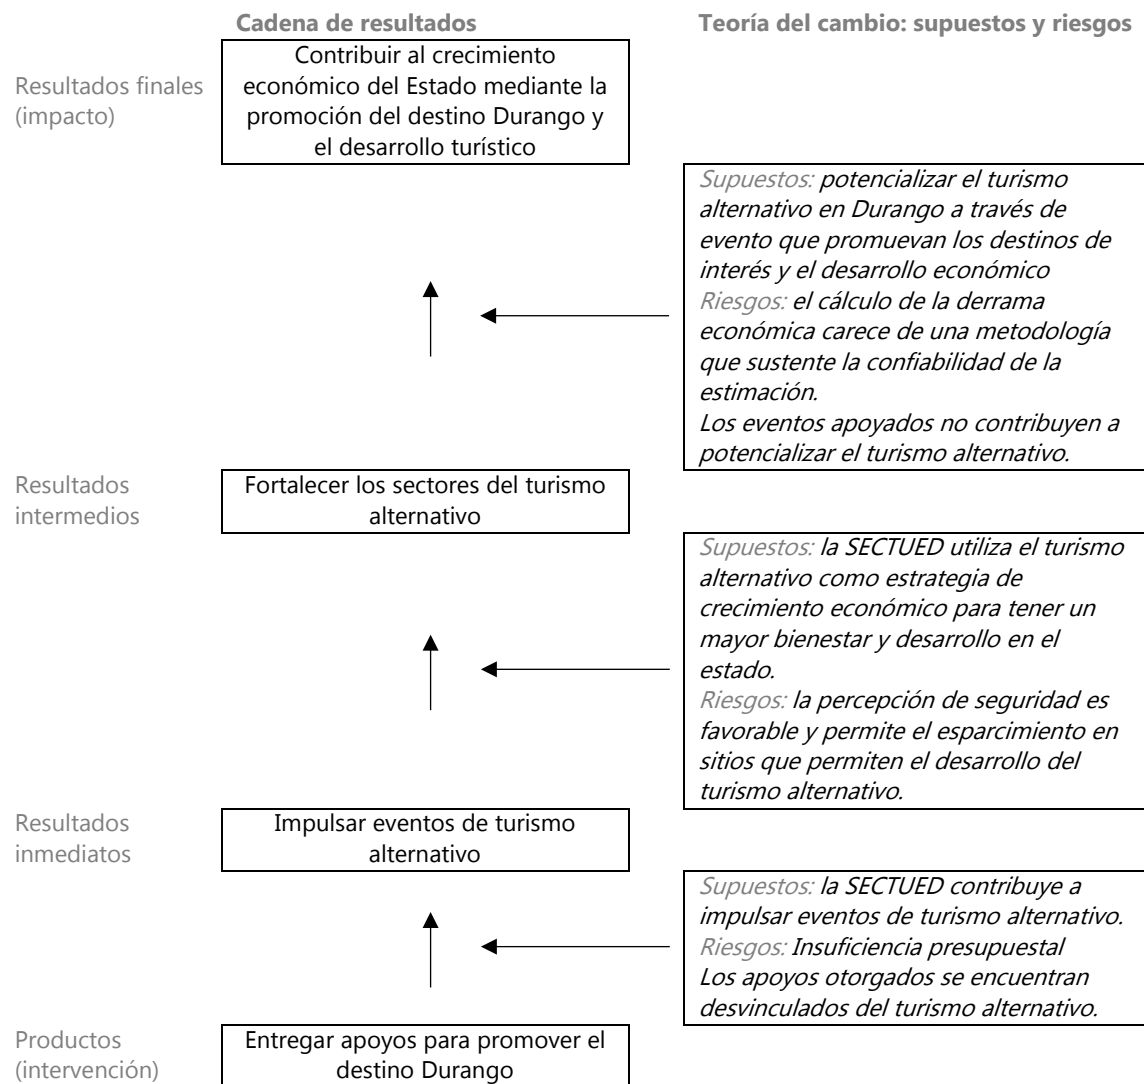 Cadena de resultados
Teoría del cambio: supuestos y riesgos
Resultados finales
(impacto)
Contribuir al crecimiento
económico del Estado mediante la
promoción del destino Durango y
el desarrollo turístico
Supuestos: potencializar el turismo
alternativo en Durango a través de
evento que promuevan los destinos de
interés y el desarrollo económico
Riesgos: el cálculo de la derrama
económica carece de una metodología
que sustente la confiabilidad de la
estimación.
Los eventos apoyados no contribuyen a
potencializar el turismo alternativo.
Resultados
intermedios
Fortalecer los sectores del turismo
alternativo
Supuestos: la SECTUED utiliza el turismo
alternativo como estrategia de
crecimiento económico para tener un
mayor bienestar y desarrollo en el
estado.
Riesgos: la percepción de seguridad es
favorable y permite el esparcimiento en
sitios que permiten el desarrollo del
turismo alternativo.
Resultados
inmediatos
Impulsar eventos de turismo
alternativo
Supuestos: la SECTUED contribuye a
impulsar eventos de turismo alternativo.
Riesgos: Insuficiencia presupuestal
Los apoyos otorgados se encuentran
desvinculados del turismo alternativo.
Productos
(intervención)
Entregar apoyos para promover el
destino Durango